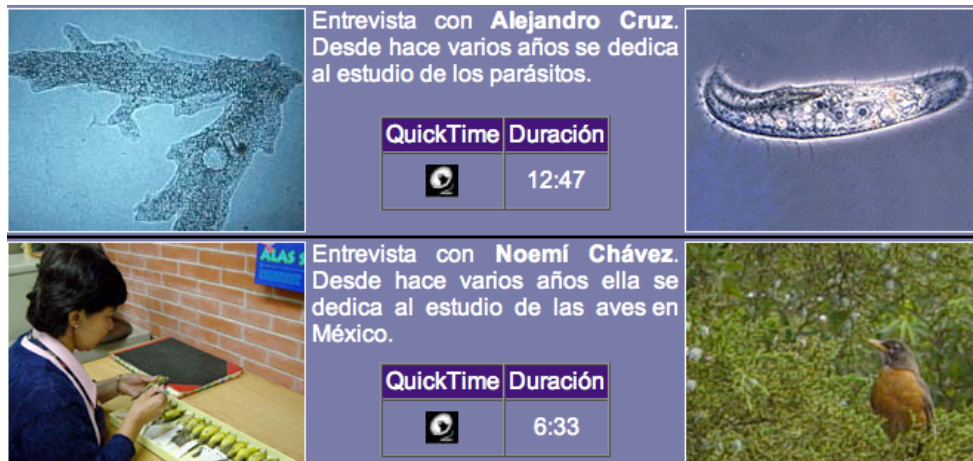 Entrevista con Alejandro Cruz.
Desde hace varios años se dedica
al estudio de los parásitos.
QuickTime Duración
12:47
Entrevista con Noemí Chávez.
Desde hace varios años ella se
dedica al estudio de las aves en
México.
QuickTime Duración
6:33
ALAS S